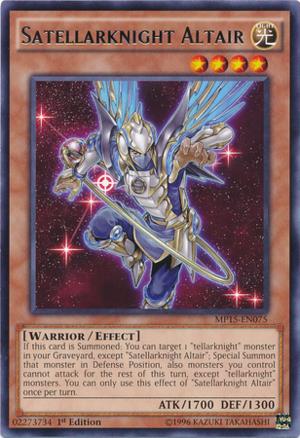 SATELLARKNIGHT ALTAIR
LIGHT
光
MP15-EN075
[WARRIOR / EFFECT]
If this card is Summoned: You can target 1 "tellarknight"
monster in your Graveyard, except "Satellarknight Altair"; Special Summon
that monster in Defense Position, also monsters you control
cannot attack for the rest of this turn, except "tellarknight"
monsters. You can only use this effect of "Satellarknight Altair"
once per turn.
ATK/1700 DEF/1300
02273734 1st Edition ©1996 KAZUKI TAKAHASHI